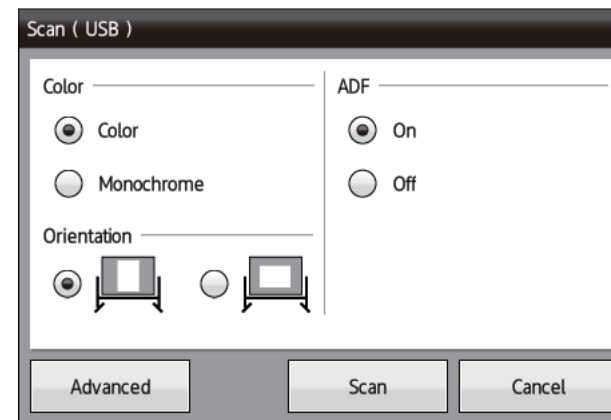 Scan ( USB )
Color
Color
Monochrome
Orientation
ADF
On
Off
Advanced
Scan
Cancel